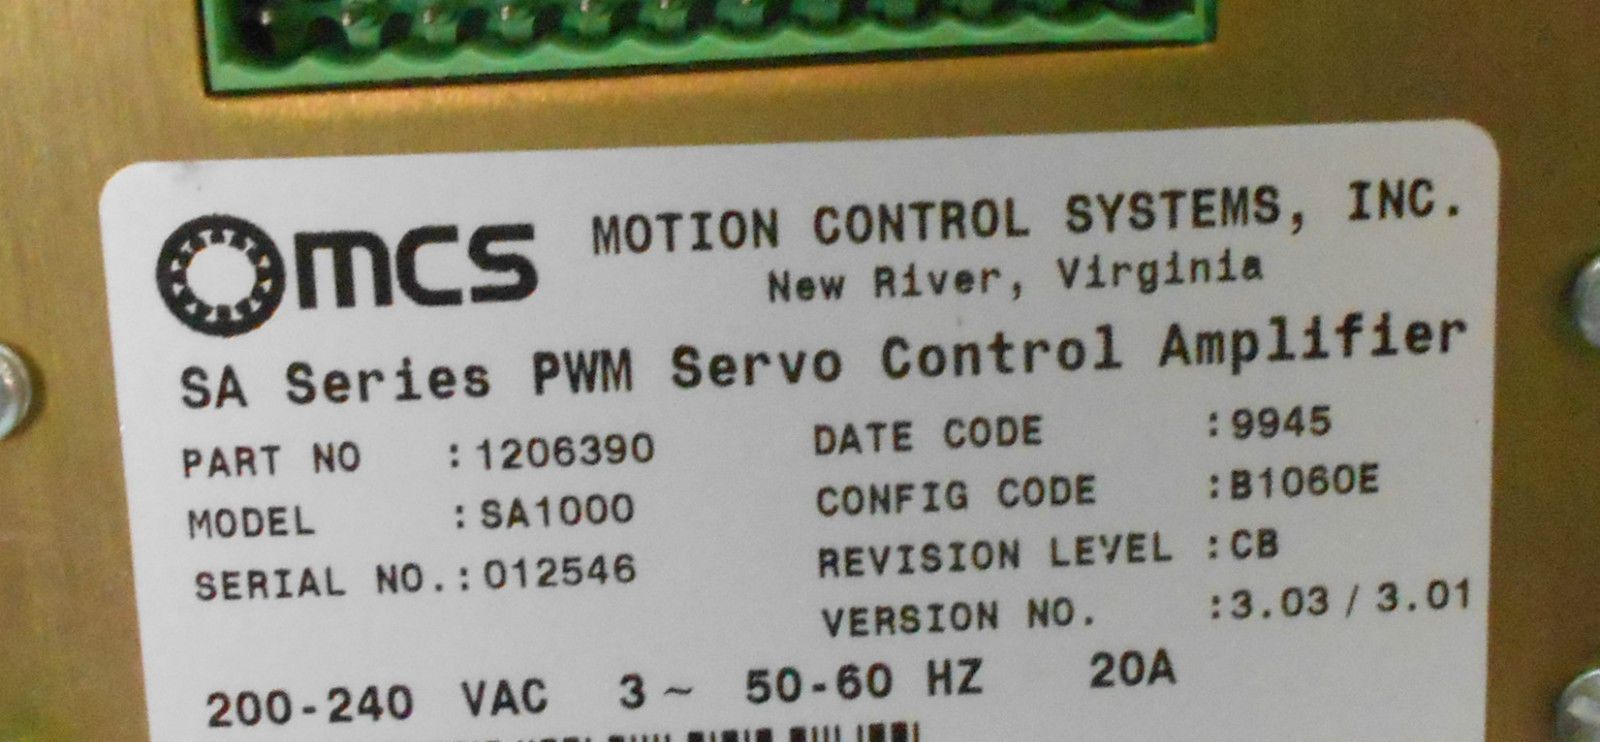 mcs MOTION CONTROL SYSTEMS, INC.
New River, Virginia
SA Series PWM Servo Control Amplifier
PART NO :1206390 DATE CODE :9945
MODEL :SA1000 CONFIG CODE :B1060E
SERIAL NO.:012546 REVISION LEVEL :CB
VERSION NO. :3.03 / 3.01
200-240 VAC 3~ 50-60 HZ 20A